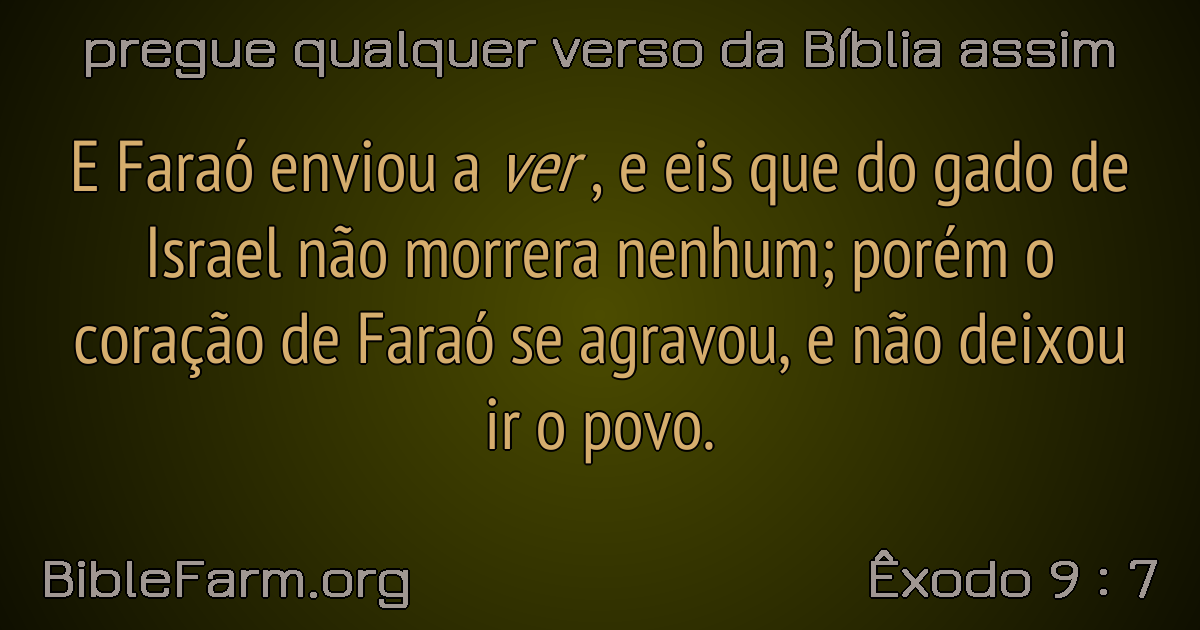 pregue qualquer verso da Bíblia assim
E Faraó enviou a ver , e eis que do gado de
Israel não morrera nenhum; porém o
coração de Faraó se agravou, e não deixou
ir o povo.
BibleFarm.org
Êxodo 9 : 7